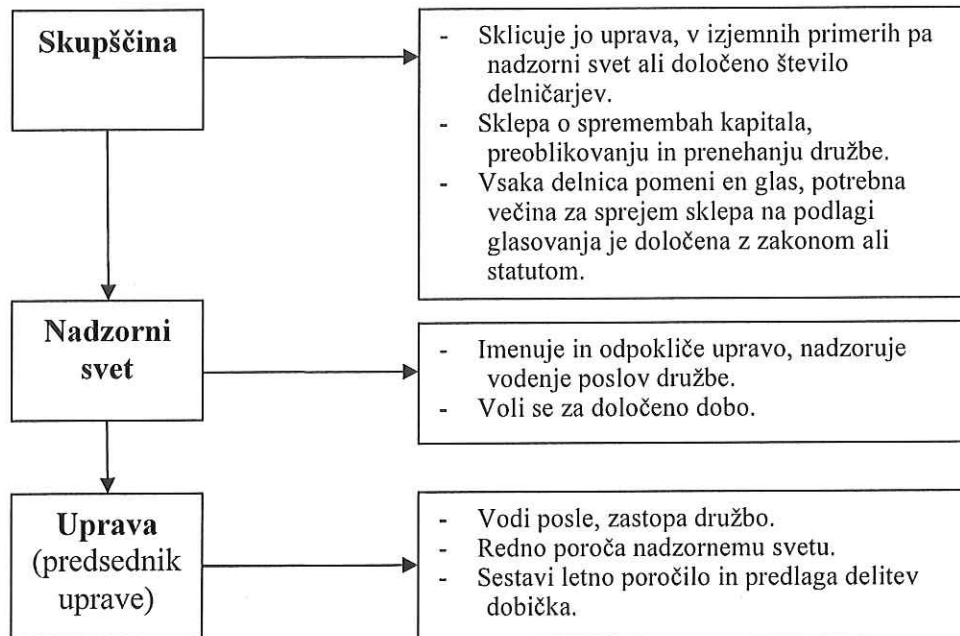 Skupščina
- Sklicuje jo uprava, v izjemnih primerih pa
nadzorni svet ali določeno število
delničarjev.
- Sklepa o spremembah kapitala,
preoblikovanju in prenehanju družbe.
- Vsaka delnica pomeni en glas, potrebna
večina za sprejem sklepa na podlagi
glasovanja je določena z zakonom ali
statutom.
Nadzorni
svet
- Imenuje in odpokliče upravo, nadzoruje
vodenje poslov družbe.
- Voli se za določeno dobo.
Uprava
(predsednik
uprave)
- Vodi posle, zastopa družbo.
- Redno poroča nadzornemu svetu.
- Sestavi letno poročilo in predlaga delitev
dobička.